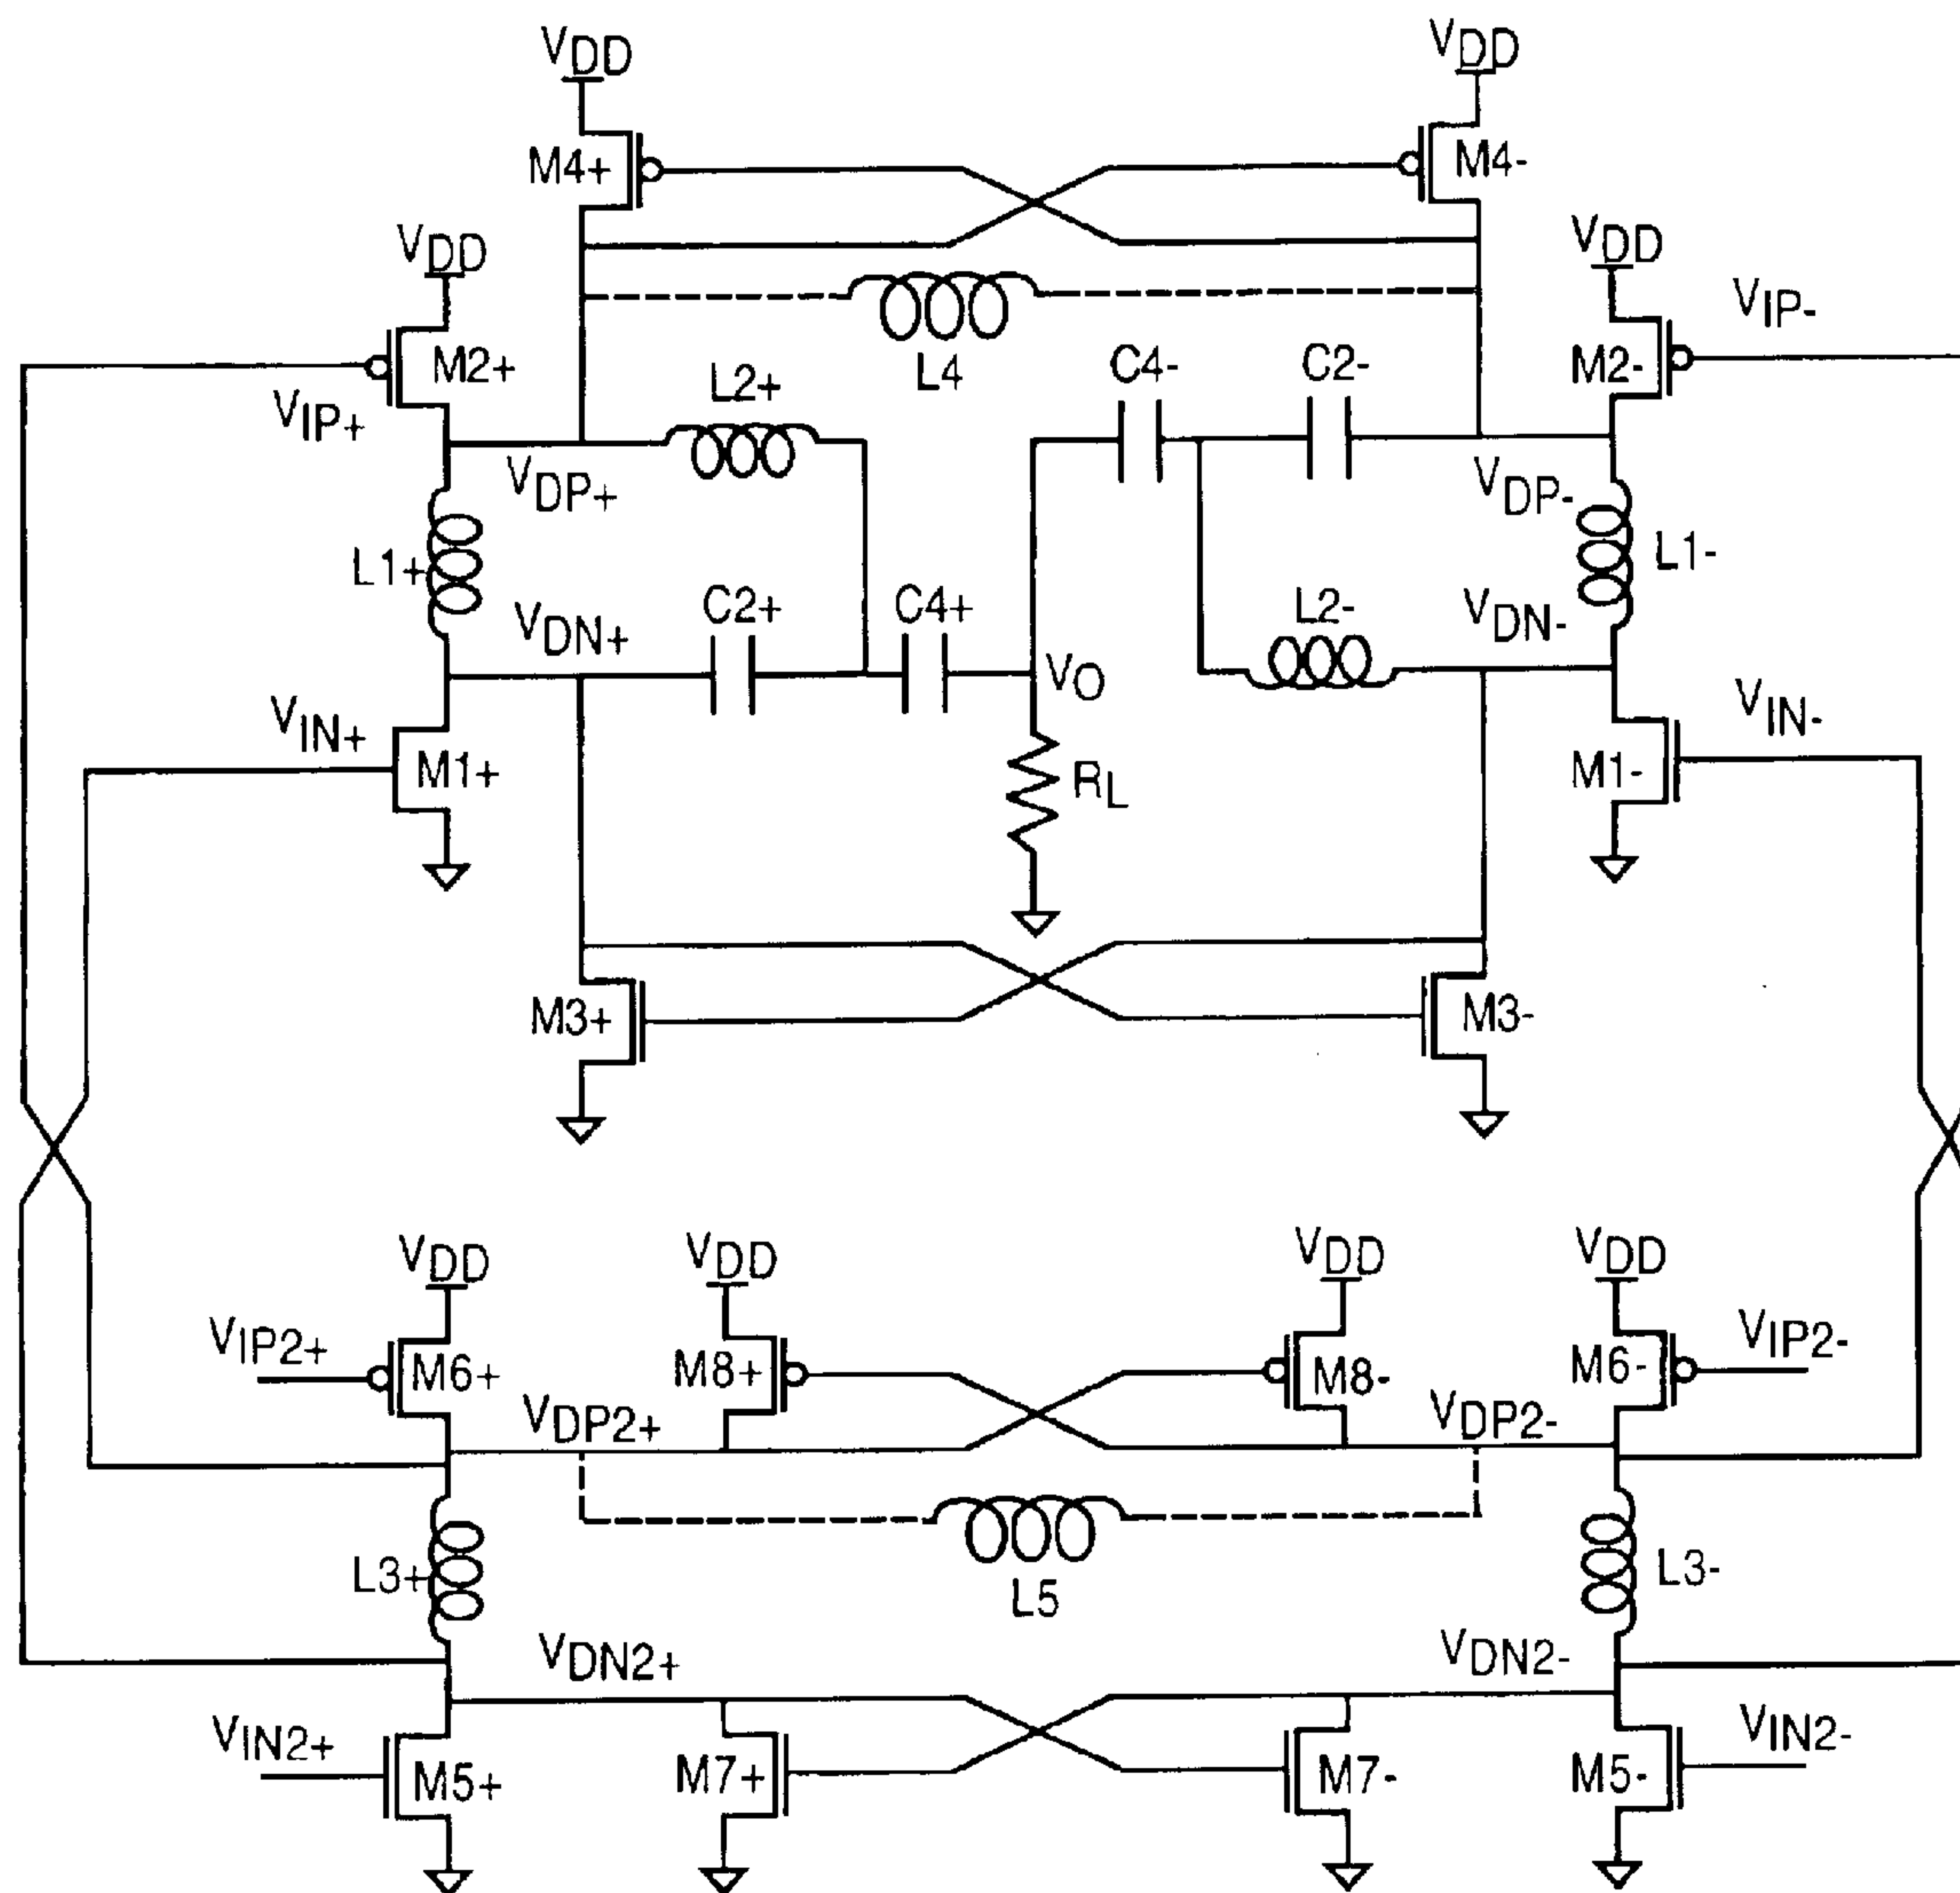 VDD
VDD
M4+
M4-
VDD
VDD
VIP-
M2+
L4
C4-
C2-
M2-
L2+
VIP+
VDP+
VDP-
L1+
L1-
C2+
C4+
L2-
VDN+
VDN-
VO
VIN+
VIN-
M1+
RL
M1-
M3+
M3-
VDD
VDD
VDD
VDD
VIP2+
VIP2-
M6+
M8+
M8-
M6-
VDP2+
VDP2-
L3+
L5
L3-
VDN2+
VDN2-
VIN2+
VIN2-
M5+
M7+
M7-
M5-